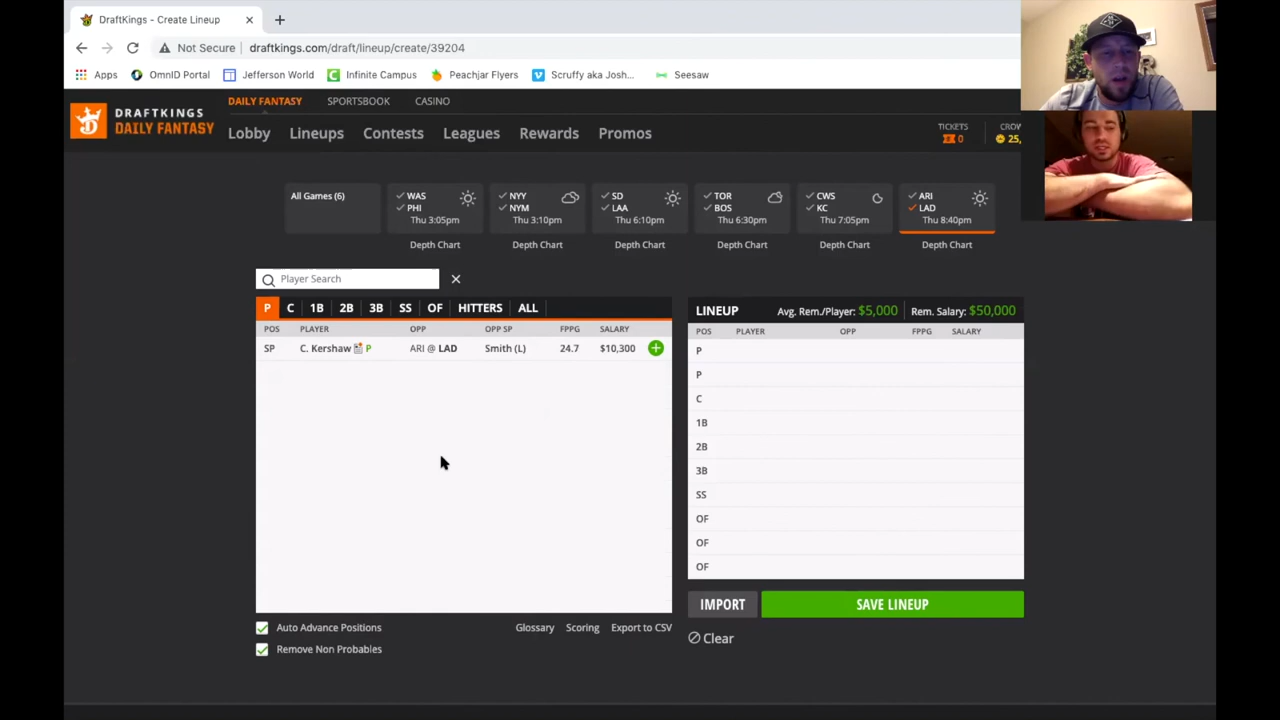 DraftKings - Create Lineup
Not Secure draftkings.com/draft/lineup/create/39204
Apps OmnID Portal Jefferson World Infinite Campus Peachjar Flyers Scruffy aka Josh... Seesaw
DAILY FANTASY SPORTSBOOK CASINO
DRAFTKINGS
DAILY FANTASY
Lobby Lineups Contests Leagues Rewards Promos
TICKETS
0
CROW
25,
All Games (6)
WAS
PHI
Thu 3:05pm
Depth Chart
NYY
NYM
Thu 3:10pm
Depth Chart
SD
LAA
Thu 6:10pm
Depth Chart
TOR
BOS
Thu 6:30pm
Depth Chart
CWS
KC
Thu 7:05pm
Depth Chart
ARI
LAD
Thu 8:40pm
Depth Chart
Player Search
P C 1B 2B 3B SS OF HITTERS ALL
POS PLAYER OPP OPP SP FPPG SALARY
SP C. Kershaw P ARI @ LAD Smith (L) 24.7 $10,300
Auto Advance Positions
Remove Non Probables
Glossary Scoring Export to CSV
LINEUP Avg. Rem./Player: $5,000 Rem. Salary: $50,000
POS PLAYER OPP FPPG SALARY
P
P
C
1B
2B
3B
SS
OF
OF
OF
IMPORT SAVE LINEUP
Clear